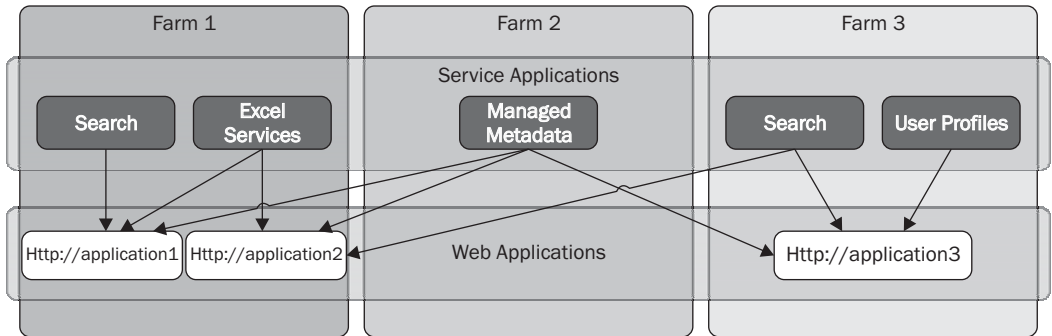 Farm 1
Farm 2
Farm 3
Service Applications
Search
Excel
Services
Managed
Metadata
Search
User Profiles
Http://application1
Http://application2
Web Applications
Http://application3